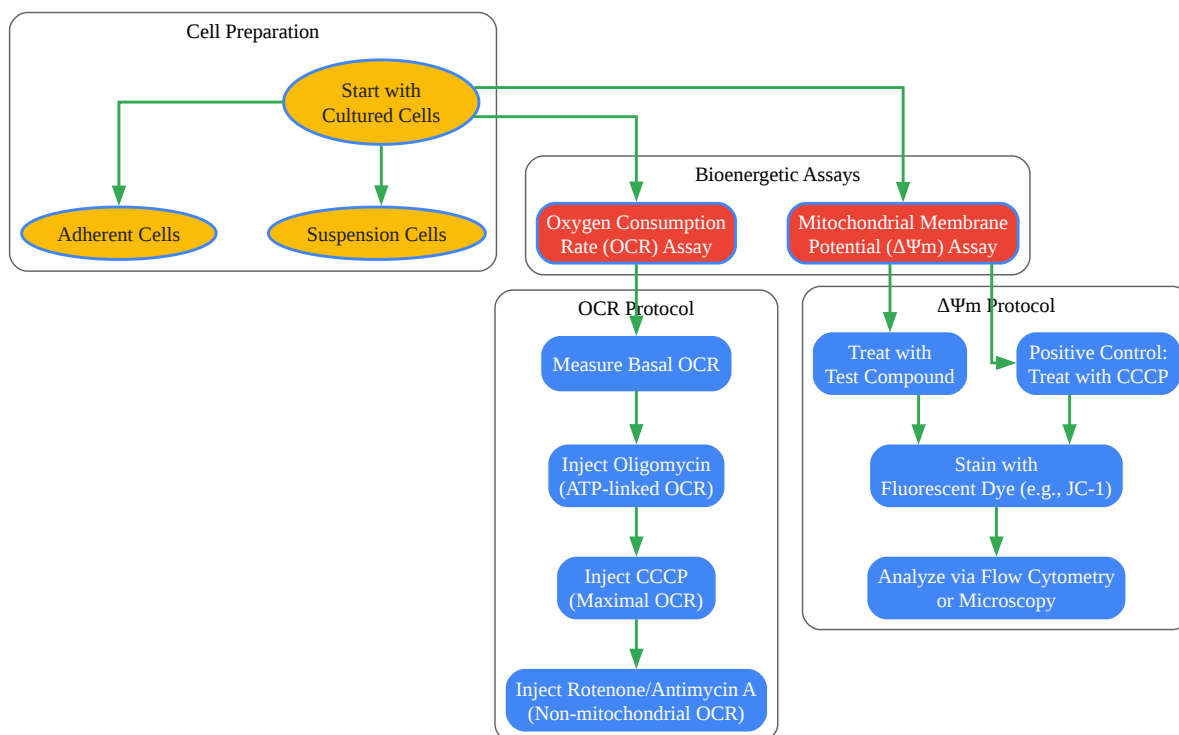 Cell Preparation
Start with
Cultured Cells
Adherent Cells
Suspension Cells
Bioenergetic Assays
Oxygen Consumption
Rate (OCR) Assay
Mitochondrial Membrane
Potential (ΔΨm) Assay
OCR Protocol
Measure Basal OCR
Inject Oligomycin
(ATP-linked OCR)
Inject CCCP
(Maximal OCR)
Inject Rotenone/Antimycin A
(Non-mitochondrial OCR)
ΔΨm Protocol
Treat with
Test Compound
Positive Control:
Treat with CCCP
Stain with
Fluorescent Dye (e.g., JC-1)
Analyze via Flow Cytometry
or Microscopy